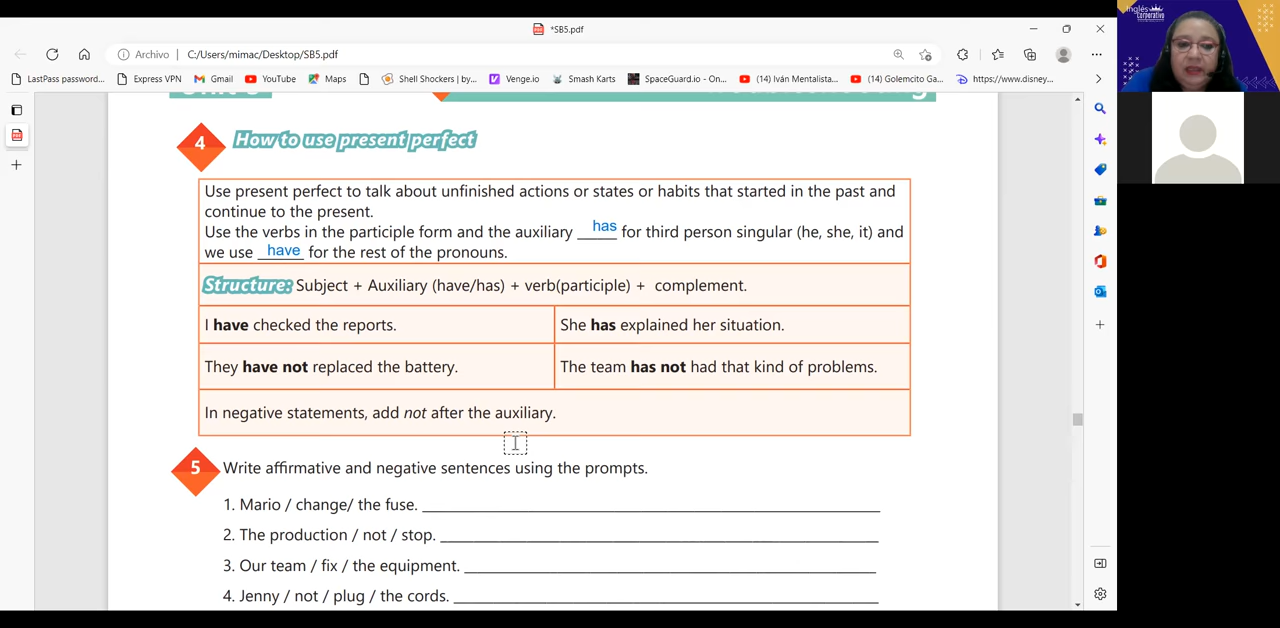 *SB5.pdf
Archivo | C:/Users/mimac/Desktop/SB5.pdf
LastPass password... Express VPN Gmail YouTube Maps Shell Shockers | by... Venge.io Smash Karts SpaceGuard.io - On... (14) Iván Mentalista... (14) Golemcito Ga... https://www.disney...
Inglés
Corporativo
4 How to use present perfect
Use present perfect to talk about unfinished actions or states or habits that started in the past and
continue to the present.
Use the verbs in the participle form and the auxiliary has for third person singular (he, she, it) and
we use have for the rest of the pronouns.
Structure: Subject + Auxiliary (have/has) + verb(participle) + complement.
I have checked the reports. She has explained her situation.
They have not replaced the battery. The team has not had that kind of problems.
In negative statements, add not after the auxiliary.
5 Write affirmative and negative sentences using the prompts.
1. Mario / change/ the fuse. ____
2. The production / not / stop. ____
3. Our team / fix / the equipment. ____
4. Jenny / not / plug / the cords. ____